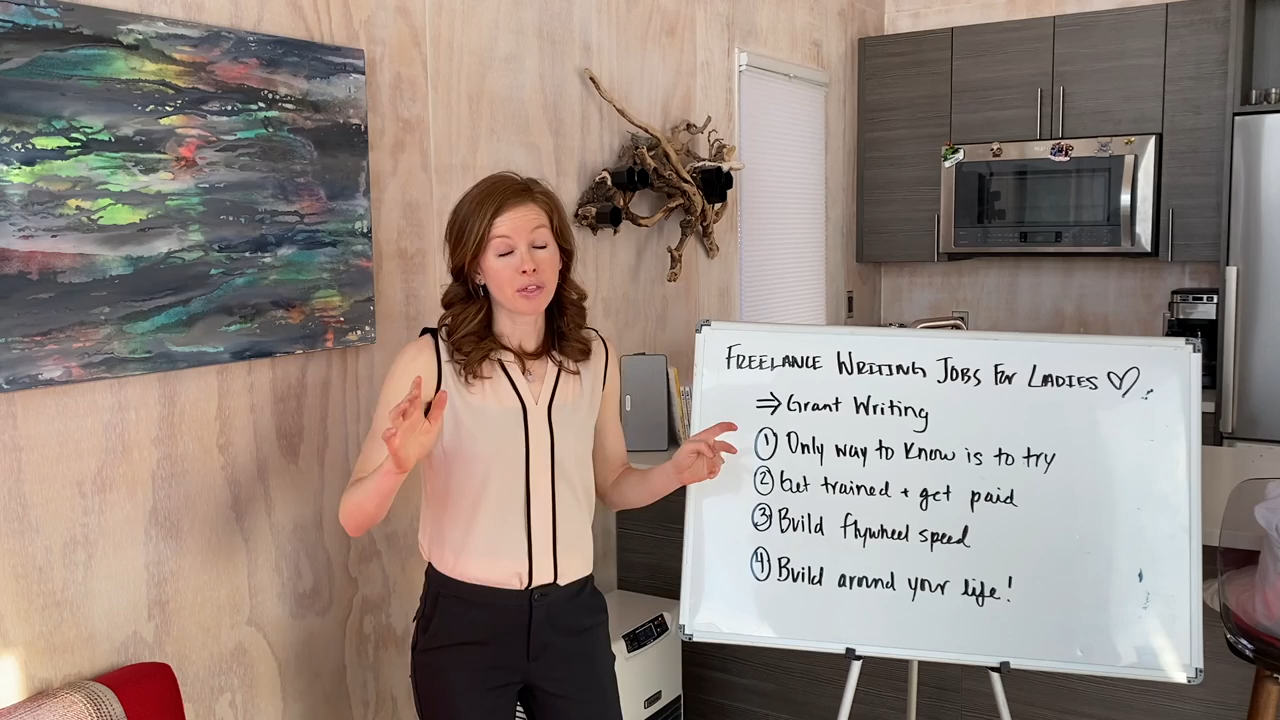 FREELANCE WRITING JOBS FOR LADIES ♡
⇒ Grant Writing
① Only way to know is to try
② Get trained + get paid
③ Build flywheel speed
④ Build around your life!